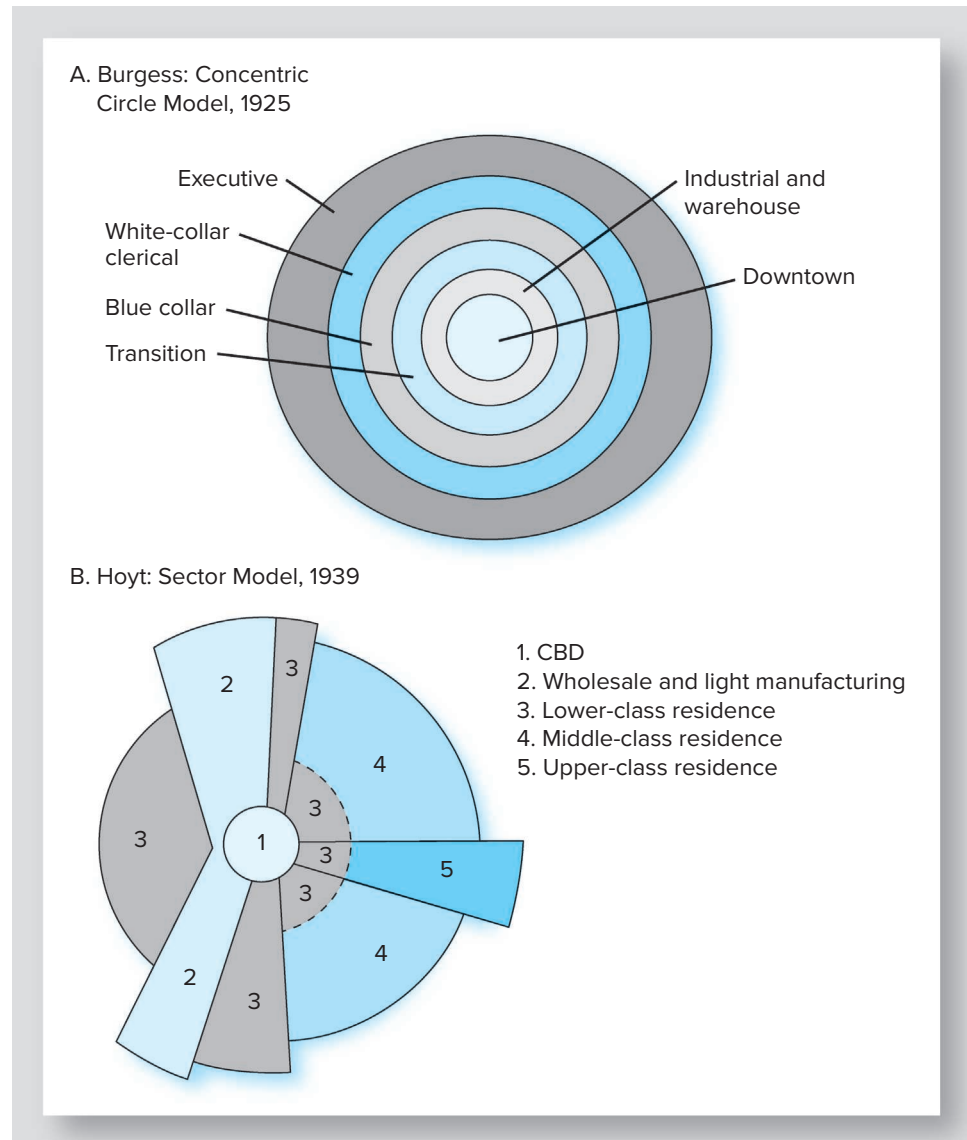 A. Burgess: Concentric
Circle Model, 1925
Executive
White-collar
clerical
Blue collar
Transition
Industrial and
warehouse
Downtown
B. Hoyt: Sector Model, 1939
1. CBD
2. Wholesale and light manufacturing
3. Lower-class residence
4. Middle-class residence
5. Upper-class residence
2
3
4
3
3
1
3
5
3
4
2
3